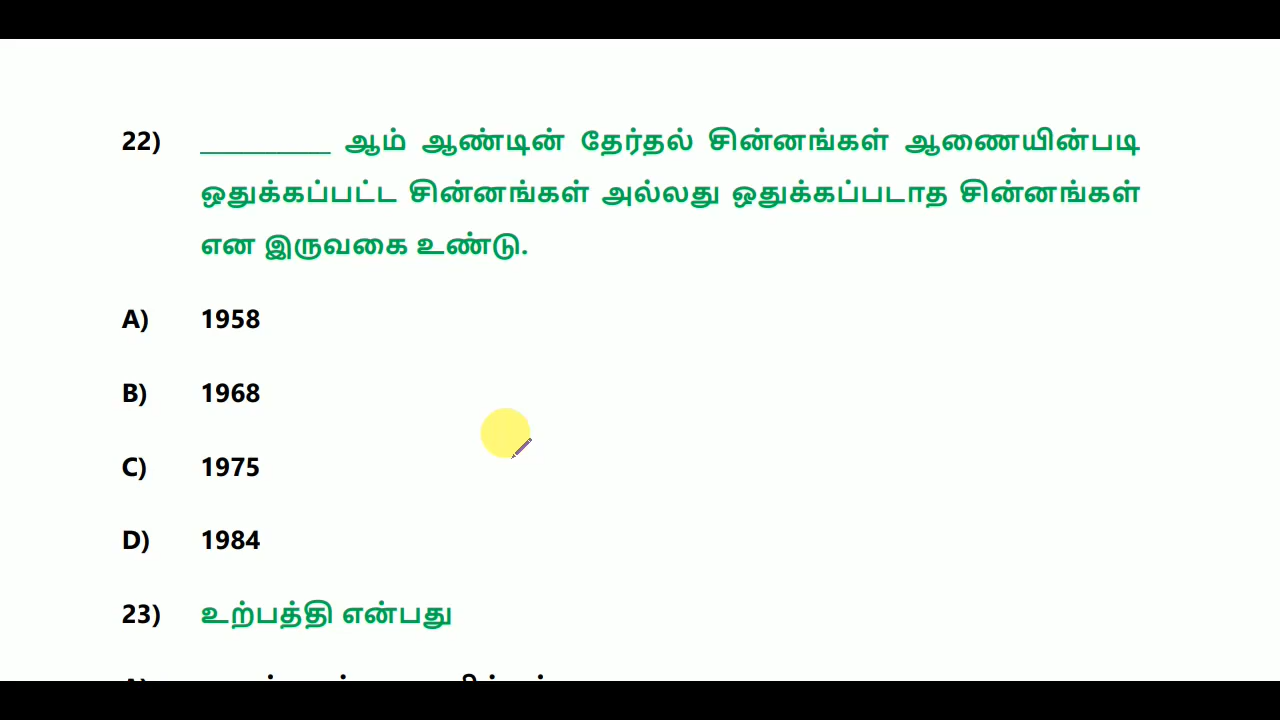 22) __________ ஆம் ஆண்டின் தேர்தல் சின்னங்கள் ஆணையின்படி
ஒதுக்கப்பட்ட சின்னங்கள் அல்லது ஒதுக்கப்படாத சின்னங்கள்
என இருவகை உண்டு.
A) 1958
B) 1968
C) 1975
D) 1984
23) உற்பத்தி என்பது